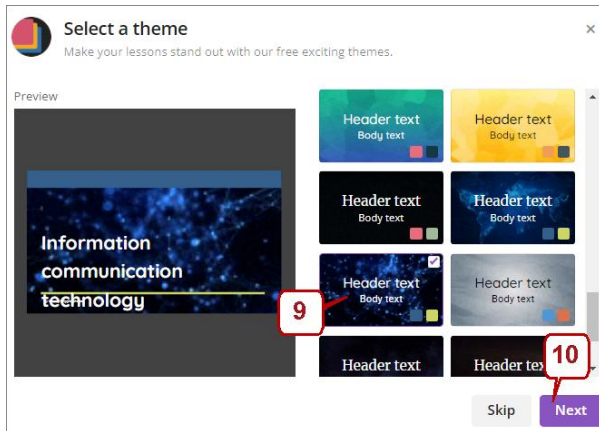 Select a theme
×
Make your lessons stand out with our free exciting themes.
Preview
Information
communication
technology
Header text
Body text
Header text
Body text
Header text
Body text
Header text
Body text
Header text
Body text
Header text
Body text
Header text
Header tex
9
10
Skip
Next